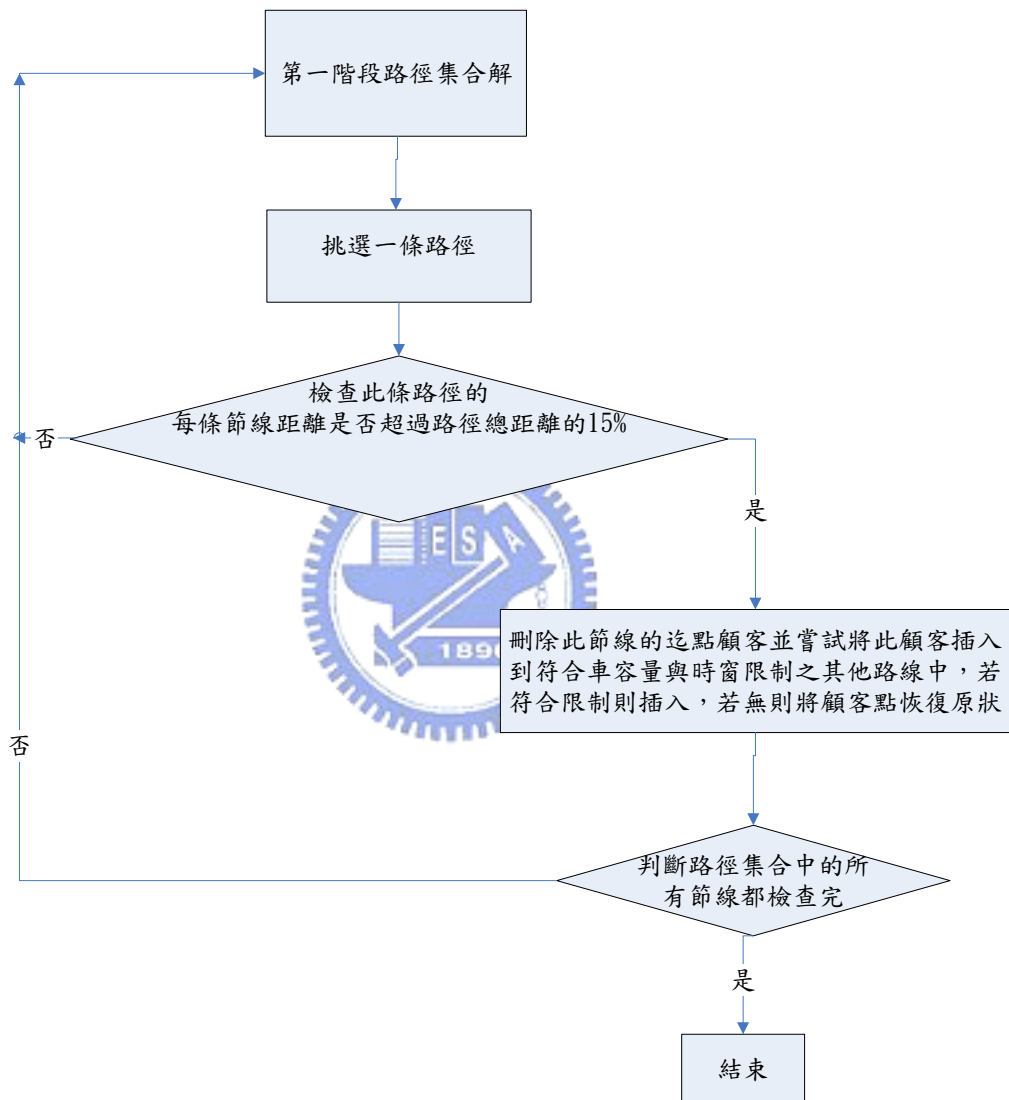 第一階段路徑集合解
挑選一條路徑
檢查此條路徑的
每條節線距離是否超過路徑總距離的15%
否
是
ESA
1896
刪除此節線的迄點顧客並嘗試將此顧客插入
到符合車容量與時窗限制之其他路線中，若
符合限制則插入，若無則將顧客點恢復原狀
否
判斷路徑集合中的所
有節線都檢查完
是
結束